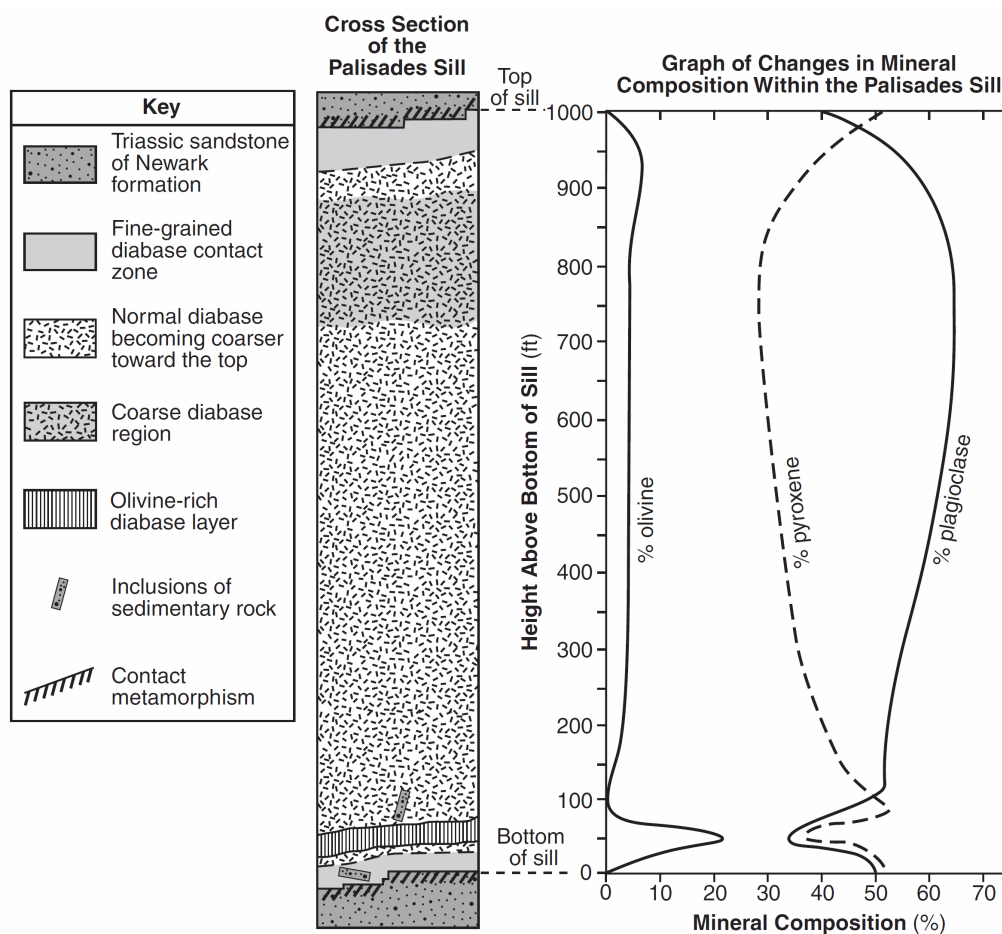 Cross Section
of the
Palisades Sill
Key
Triassic sandstone
of Newark
formation
Fine-grained
diabase contact
zone
Normal diabase
becoming coarser
toward the top
Coarse diabase
region
Olivine-rich
diabase layer
Inclusions of
sedimentary rock
Contact
metamorphism
Top
of sill
Bottom
of sill
Graph of Changes in Mineral
Composition Within the Palisades Sill
Height Above Bottom of Sill (ft)
1000
900
800
700
600
500
400
300
200
100
0
% olivine
% pyroxene
% plagioclase
0 10 20 30 40 50 60 70
Mineral Composition (%)